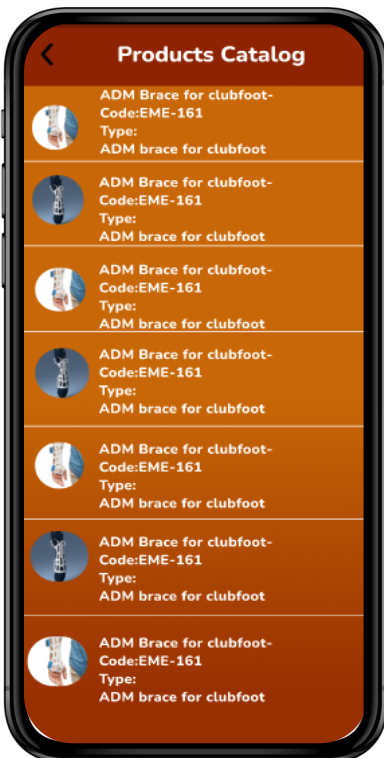 Products Catalog
ADM Brace for clubfoot-
Code:EME-161
Type:
ADM brace for clubfoot
ADM Brace for clubfoot-
Code:EME-161
Type:
ADM brace for clubfoot
ADM Brace for clubfoot-
Code:EME-161
Type:
ADM brace for clubfoot
ADM Brace for clubfoot-
Code:EME-161
Type:
ADM brace for clubfoot
ADM Brace for clubfoot-
Code:EME-161
Type:
ADM brace for clubfoot
ADM Brace for clubfoot-
Code:EME-161
Type:
ADM brace for clubfoot
ADM Brace for clubfoot-
Code:EME-161
Type:
ADM brace for clubfoot